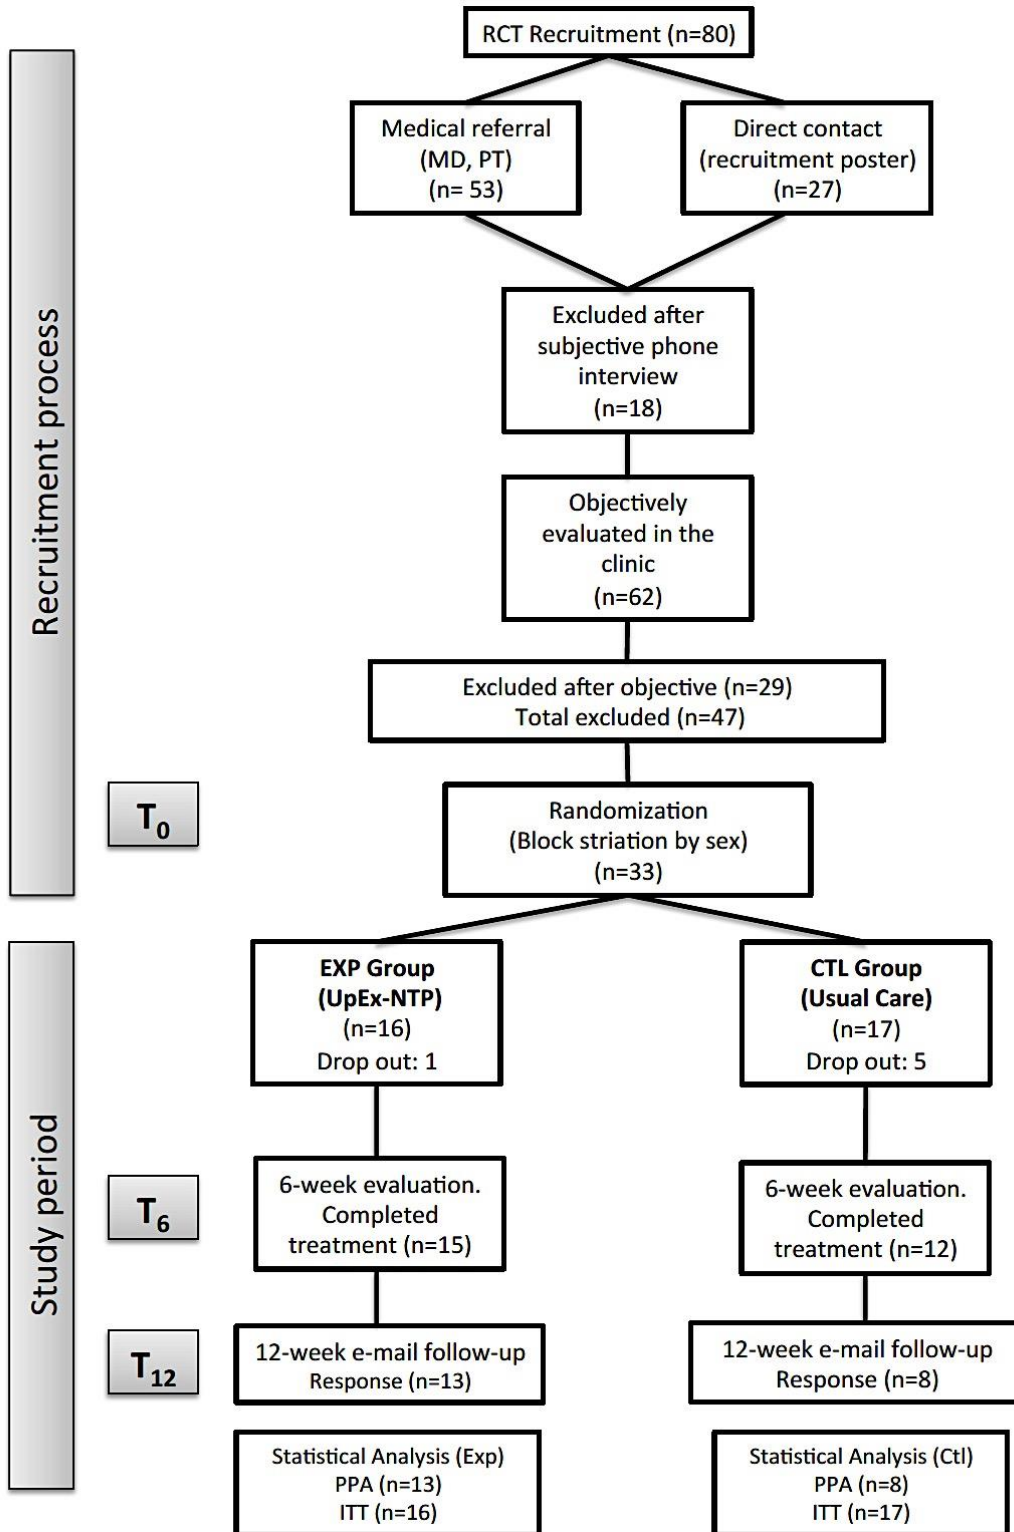 RCT Recruitment (n=80)
Medical referral
(MD, PT)
(n= 53)
Direct contact
(recruitment poster)
(n=27)
Excluded after
subjective phone
interview
(n=18)
Objectively
evaluated in the
clinic
(n=62)
Excluded after objective (n=29)
Total excluded (n=47)
Recruitment process
T0
Randomization
(Block striation by sex)
(n=33)
EXP Group
(UpEx-NTP)
(n=16)
Drop out: 1
CTL Group
(Usual Care)
(n=17)
Drop out: 5
Study period
T6
6-week evaluation.
Completed
treatment (n=15)
6-week evaluation.
Completed
treatment (n=12)
T12
12-week e-mail follow-up
Response (n=13)
12-week e-mail follow-up
Response (n=8)
Statistical Analysis (Exp)
PPA (n=13)
ITT (n=16)
Statistical Analysis (Ctl)
PPA (n=8)
ITT (n=17)